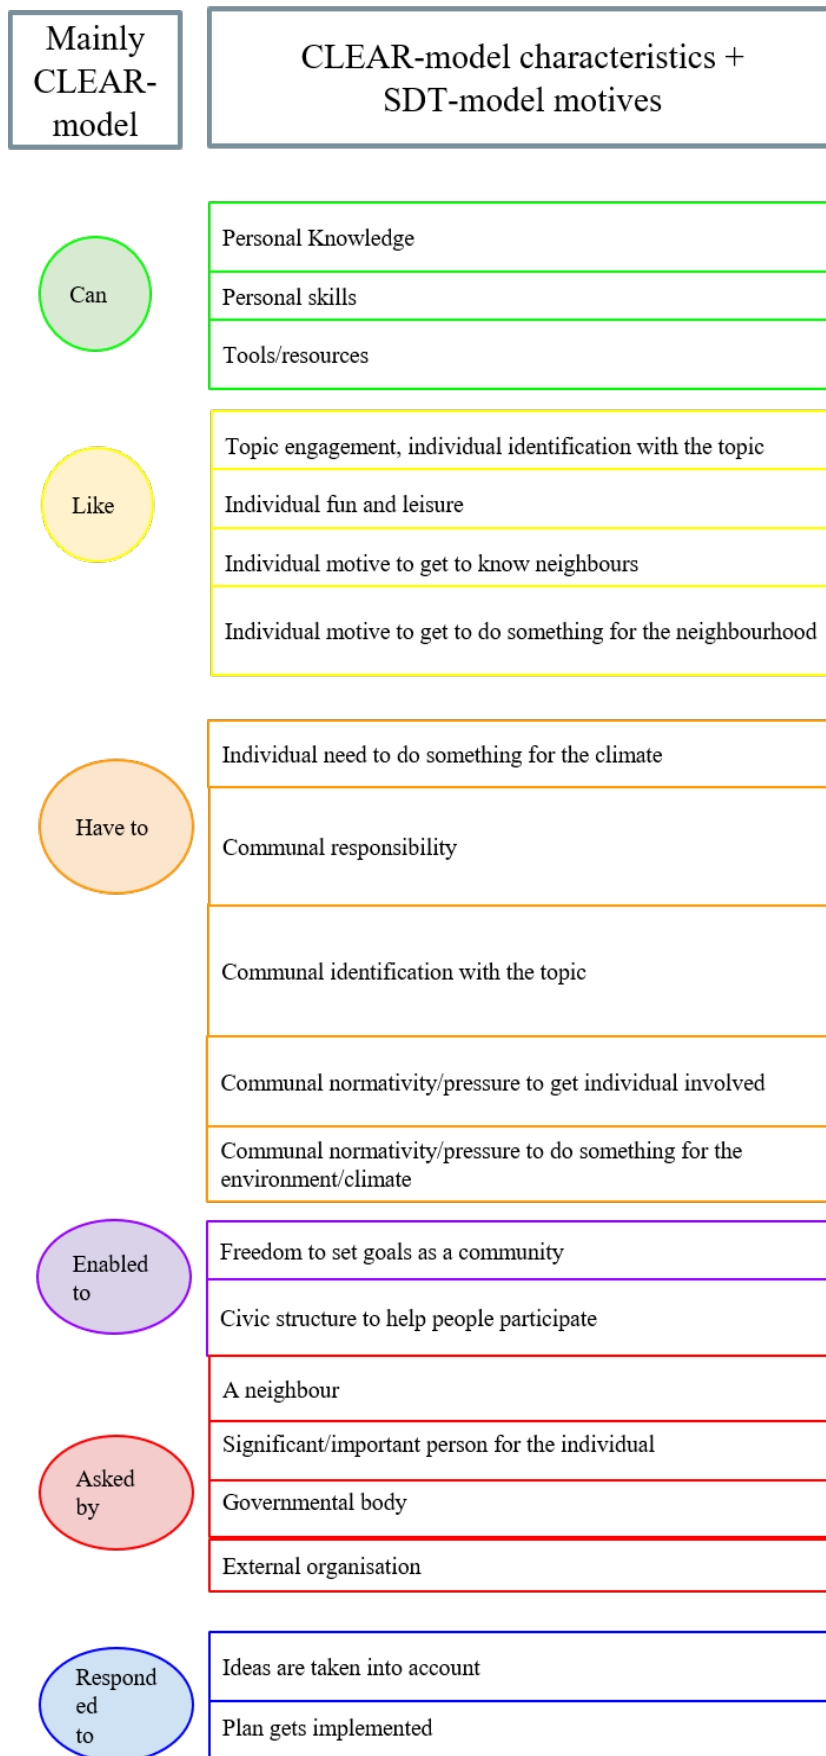 Mainly
CLEAR-
model
CLEAR-model characteristics +
SDT-model motives
Can
Personal Knowledge
Personal skills
Tools/resources
Like
Topic engagement, individual identification with the topic
Individual fun and leisure
Individual motive to get to know neighbours
Individual motive to get to do something for the neighbourhood
Have to
Individual need to do something for the climate
Communal responsibility
Communal identification with the topic
Communal normativity/pressure to get individual involved
Communal normativity/pressure to do something for the
environment/climate
Enabled
to
Freedom to set goals as a community
Civic structure to help people participate
Asked
by
A neighbour
Significant/important person for the individual
Governmental body
External organisation
Respond
ed
to
Ideas are taken into account
Plan gets implemented